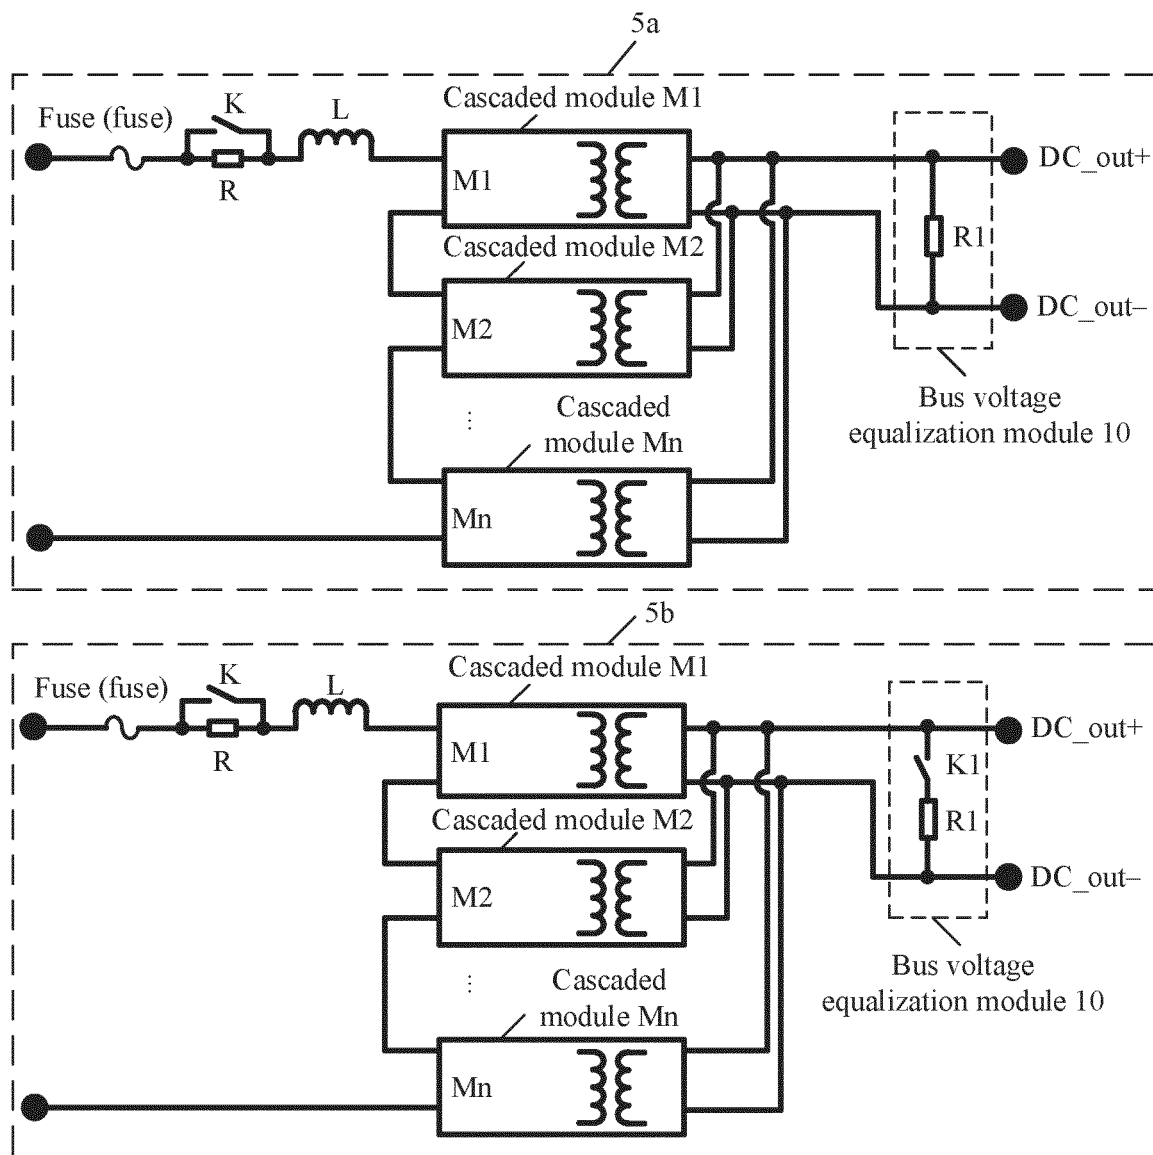 5a
Cascaded module M1
Fuse (fuse)
K
L
R
M1
DC_out+
Cascaded module M2
R1
M2
DC_out–
Bus voltage
equalization module 10
⋮
Cascaded
module Mn
Mn
5b
Cascaded module M1
Fuse (fuse)
K
L
R
M1
DC_out+
K1
Cascaded module M2
R1
M2
DC_out–
Bus voltage
equalization module 10
⋮
Cascaded
module Mn
Mn